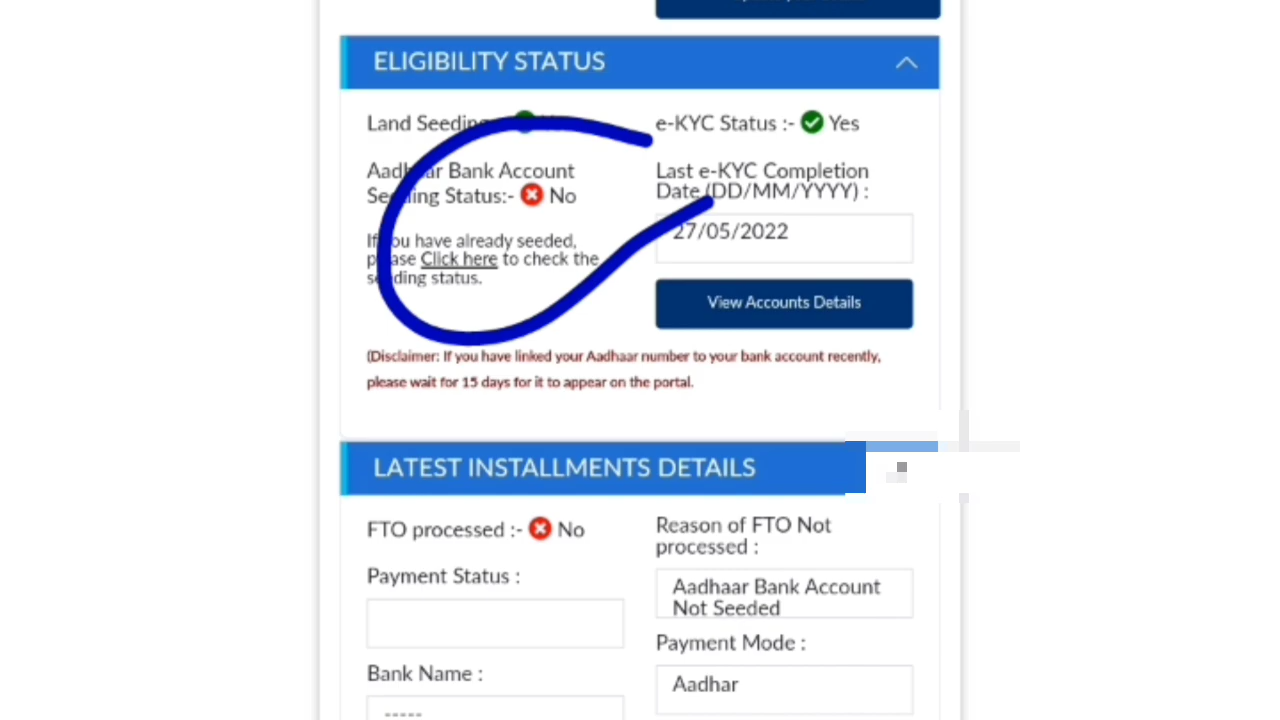 ELIGIBILITY STATUS
Land Seeding
e-KYC Status :- Yes
Aadhaar Bank Account
Seeding Status:- No
Last e-KYC Completion
Date (DD/MM/YYYY) :
27/05/2022
If you have already seeded,
please Click here to check the
seeding status.
View Accounts Details
(Disclaimer: If you have linked your Aadhaar number to your bank account recently,
please wait for 15 days for it to appear on the portal.
LATEST INSTALLMENTS DETAILS
FTO processed :- No
Reason of FTO Not
processed :
Aadhaar Bank Account
Not Seeded
Payment Status :
Payment Mode :
Aadhar
Bank Name :
-----